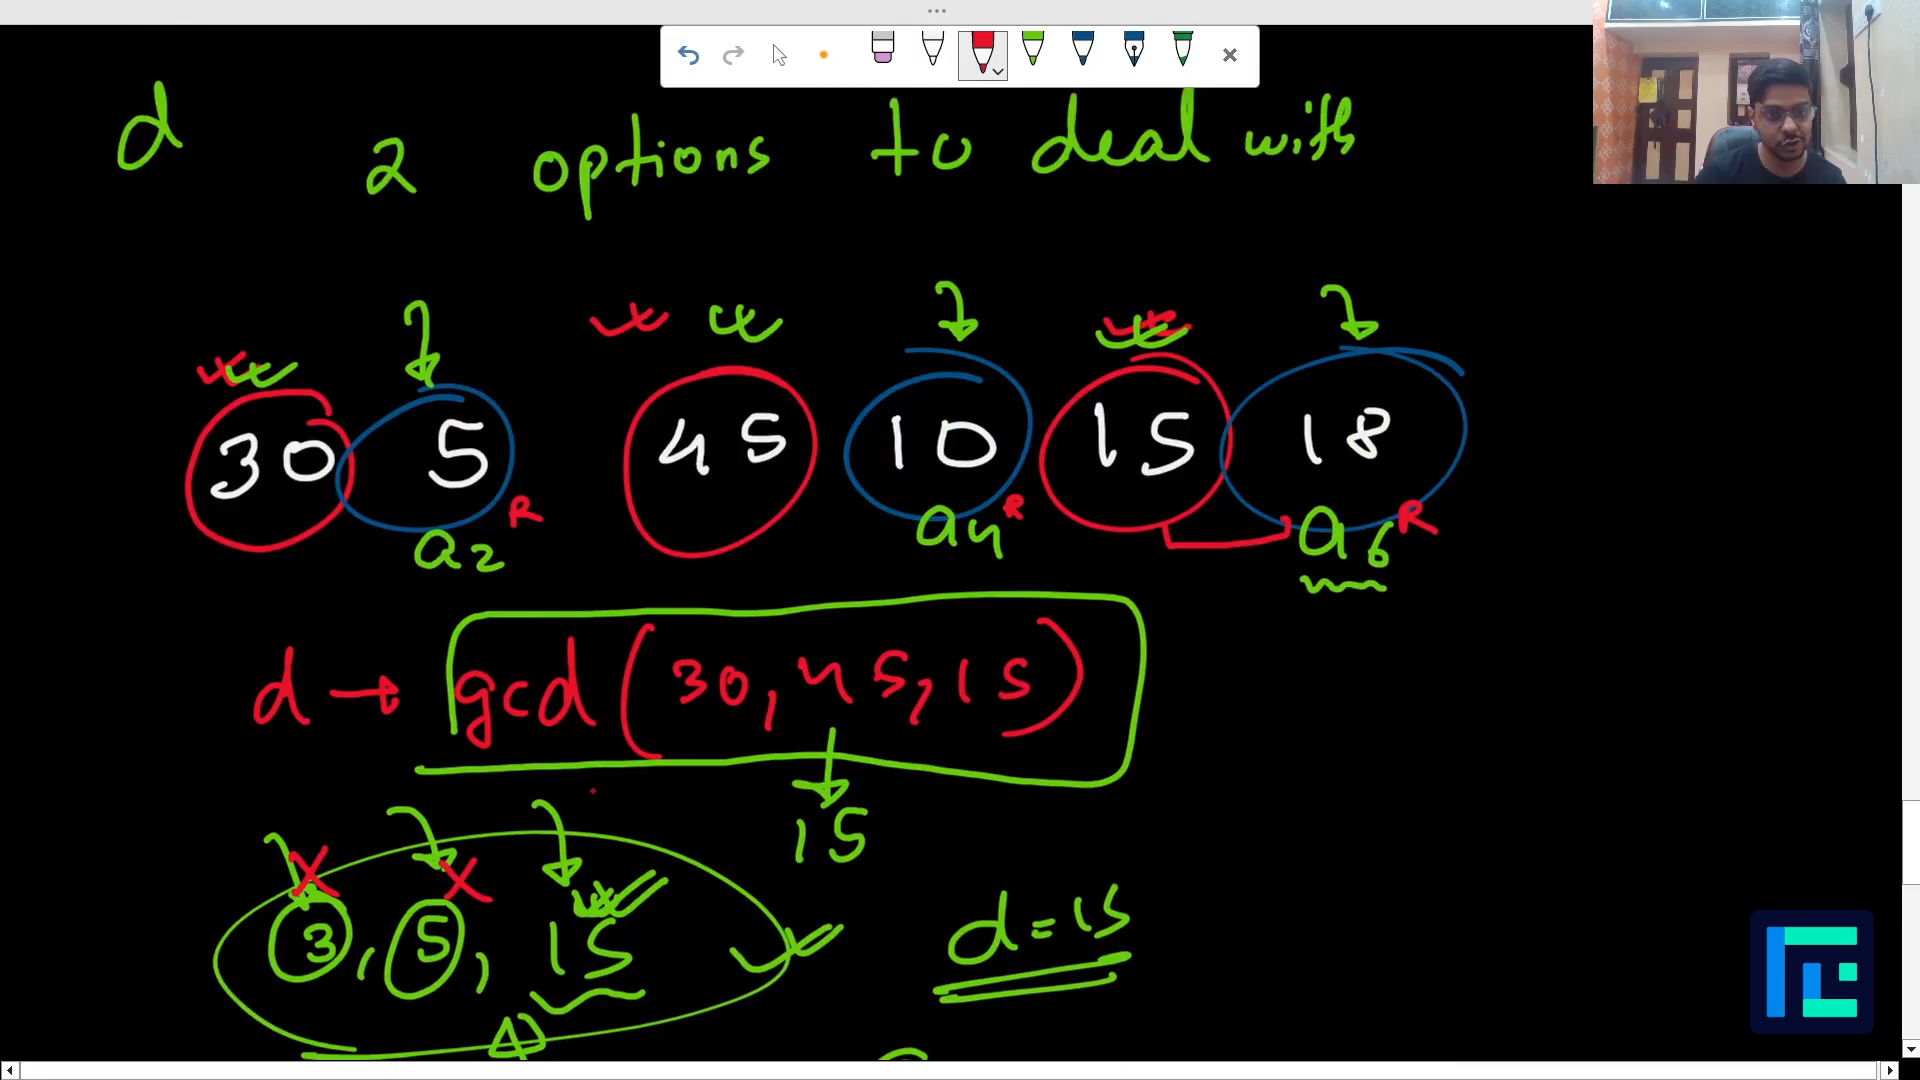 d 2 options to deal with
30 5 45 10 15 18
R R R
a2 a4 a6
d → gcd (30, 45, 15)
15
X X
3, 5, 15
d = 15